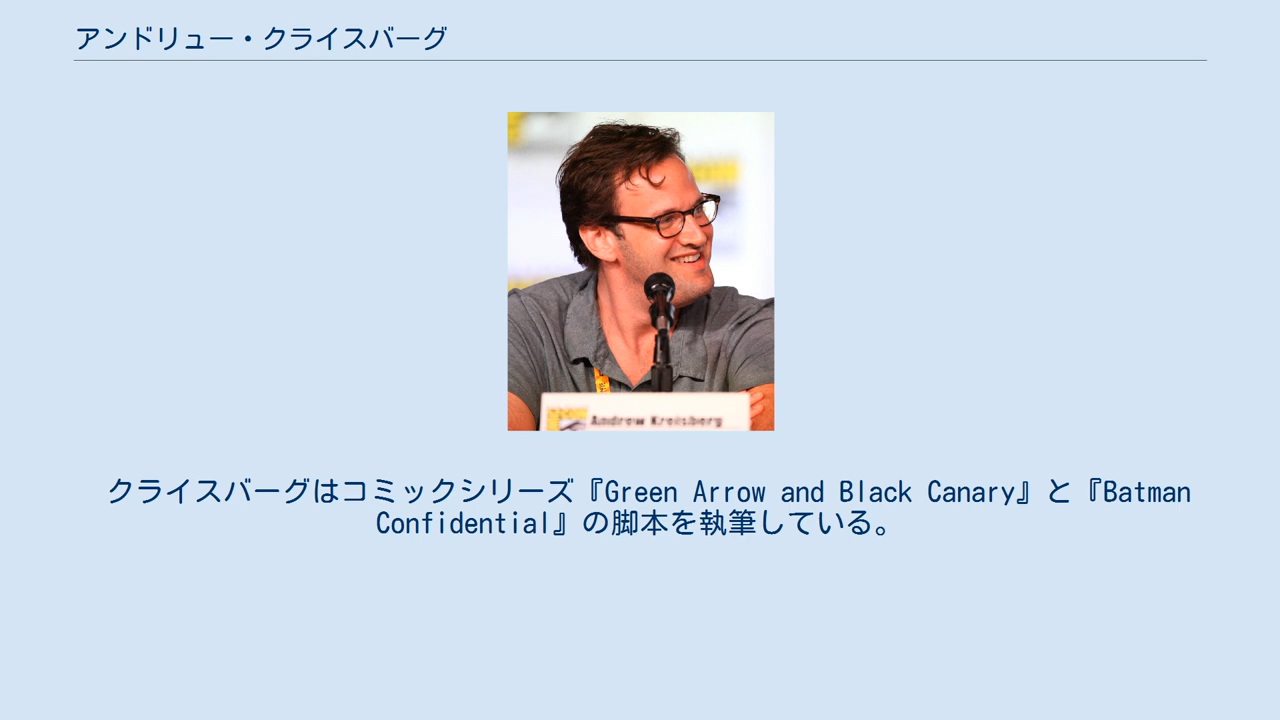 アンドリュー・クライスバーグ
Andrew Kreisberg
クライスバーグはコミックシリーズ『Green Arrow and Black Canary』と『Batman
Confidential』の脚本を執筆している。